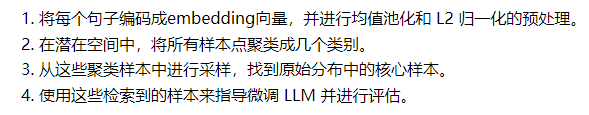 1. 将每个句子编码成embedding向量，并进行均值池化和 L2 归一化的预处理。
2. 在潜在空间中，将所有样本点聚类成几个类别。
3. 从这些聚类样本中进行采样，找到原始分布中的核心样本。
4. 使用这些检索到的样本来指导微调 LLM 并进行评估。